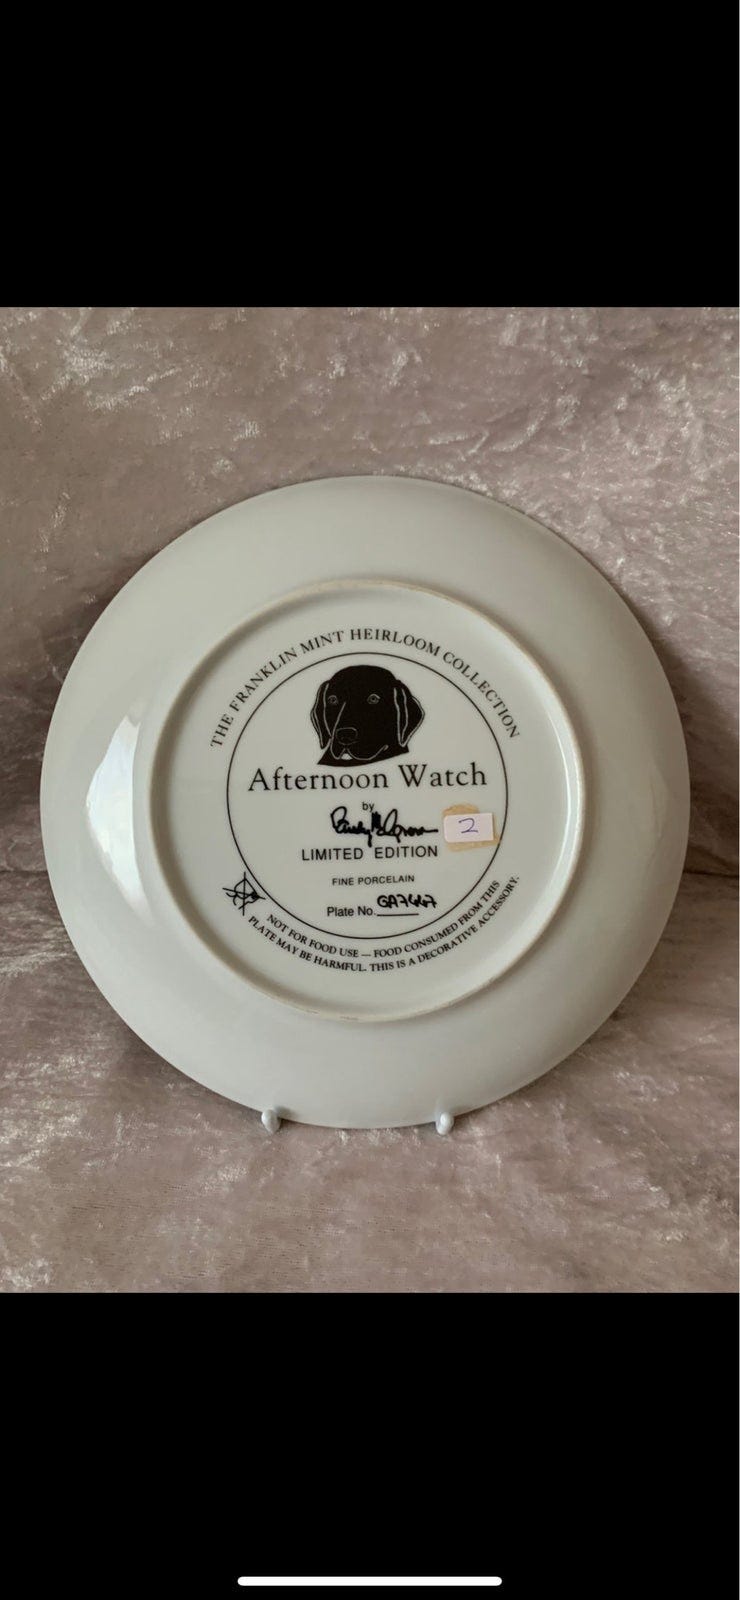 THE FRANKLIN MINT HEIRLOOM COLLECTION
Afternoon Watch
by
2
LIMITED EDITION
FINE PORCELAIN
Plate No.
NOT FOR FOOD USE — FOOD CONSUMED FROM THIS
PLATE MAY BE HARMFUL. THIS IS A DECORATIVE ACCESSORY.